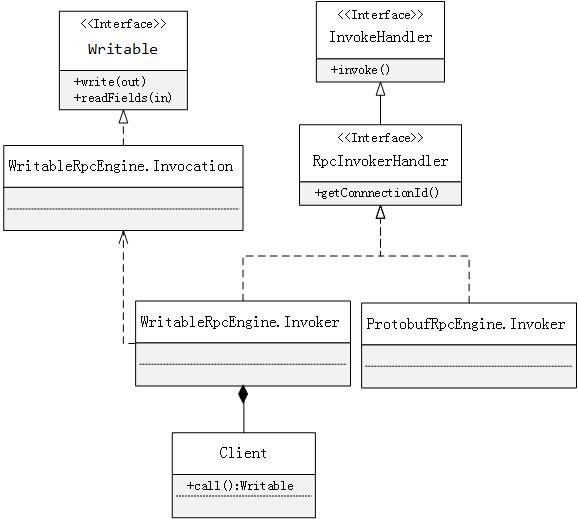 <<Interface>>
Writable
+write(out)
+readFields(in)
<<Interface>>
InvokeHandler
+invoke()
<<Interface>>
RpcInvokerHandler
+getConnnectionId()
WritableRpcEngine.Invocation
WritableRpcEngine.Invoker
ProtobufRpcEngine.Invoker
Client
+call():Writable